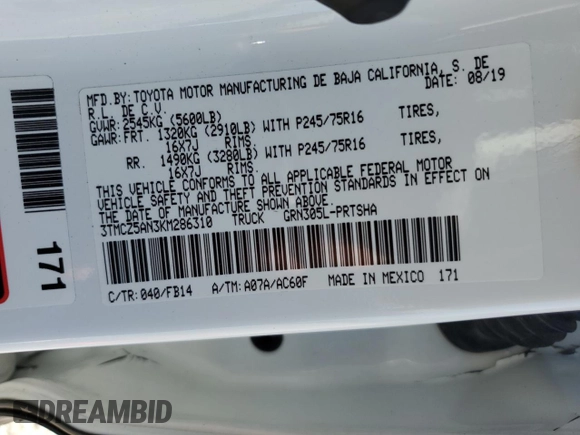 MFD.BY:TOYOTA MOTOR MANUFACTURING DE BAJA CALIFORNIA, S. DE
R.L. DE C.V. DATE: 08/19
GVWR:2545KG (5600LB)
GAWR:FRT. 1320KG (2910LB) WITH P245/75R16 TIRES,
16X7J RIMS.
RR. 1490KG (3280LB) WITH P245/75R16 TIRES,
16X7J RIMS.
THIS VEHICLE CONFORMS TO ALL APPLICABLE FEDERAL MOTOR
VEHICLE SAFETY AND THEFT PREVENTION STANDARDS IN EFFECT ON
THE DATE OF MANUFACTURE SHOWN ABOVE.
3TMCZ5AN3KM286310 TRUCK GRN305L-PRTSHA
C/TR:040/FB14 A/TM:A07A/AC60F MADE IN MEXICO 171
171
DREAMBID